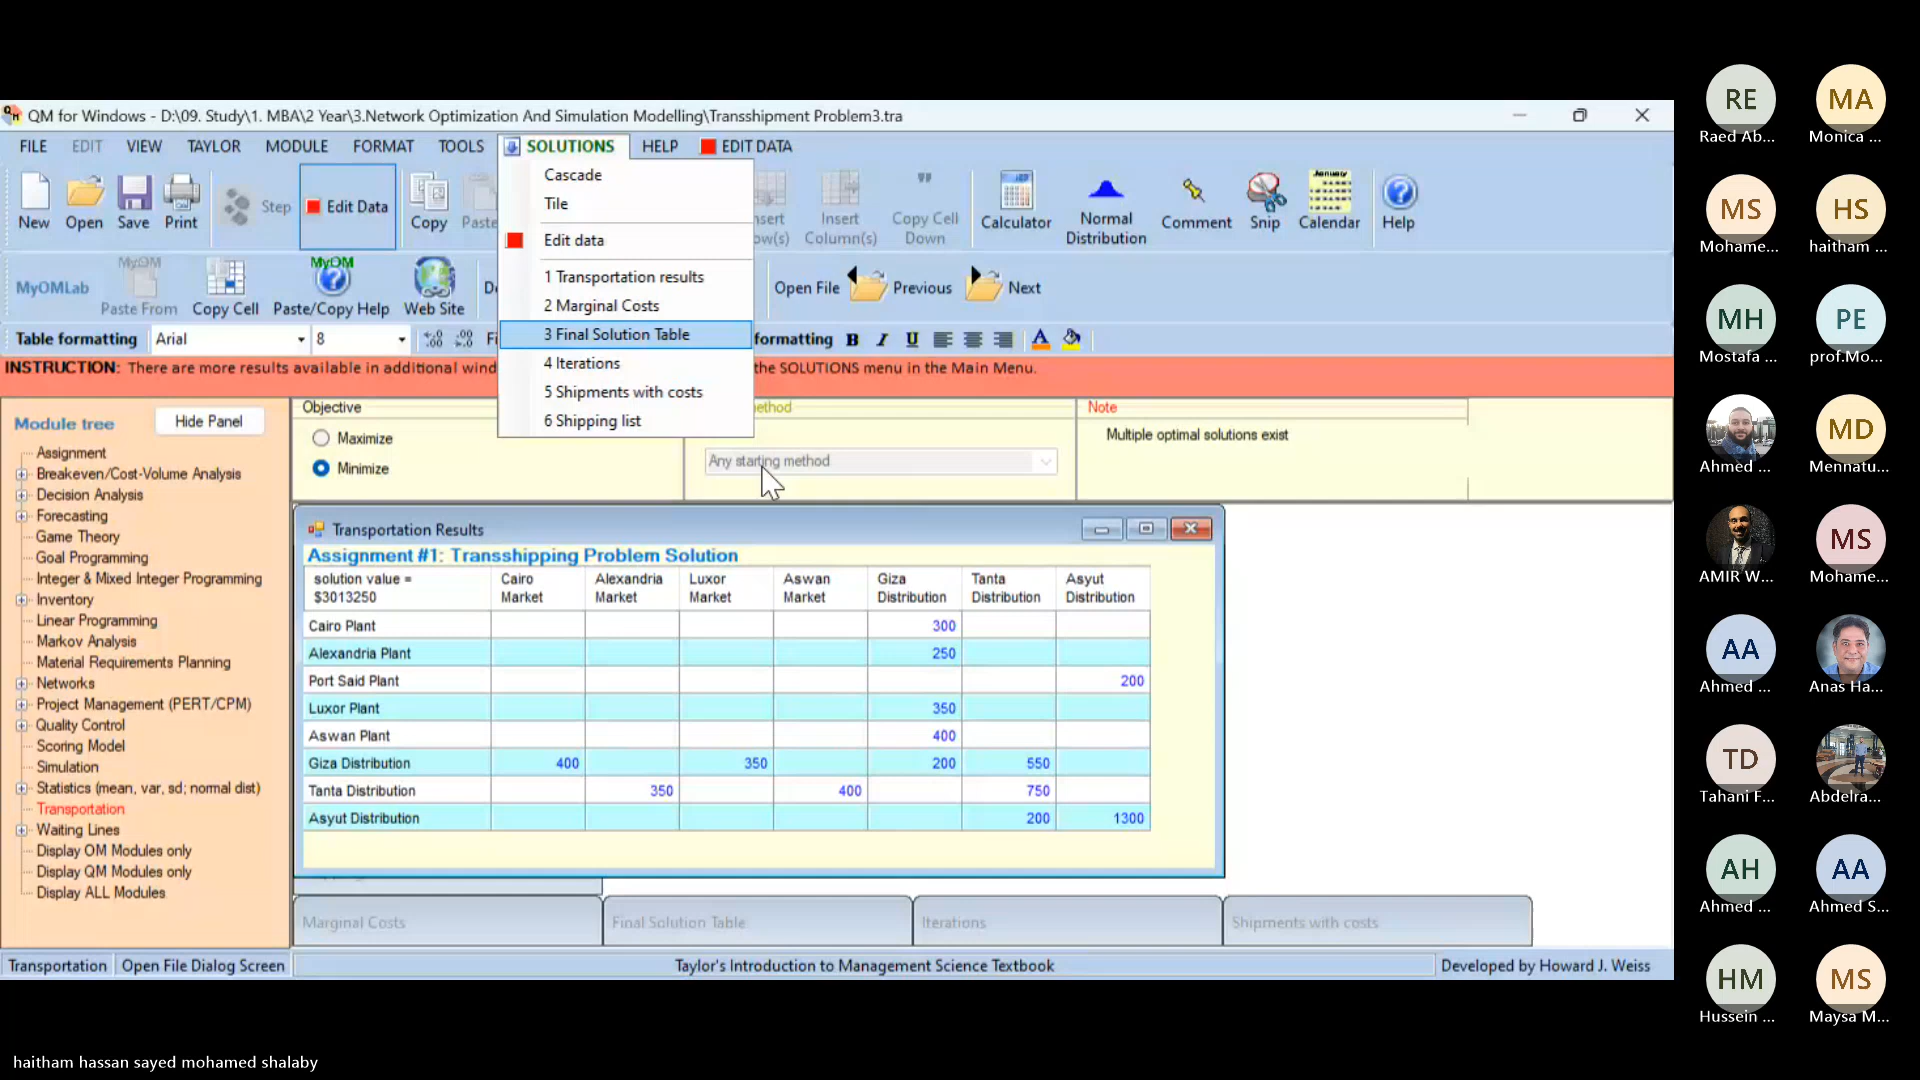 QM for Windows - D:\09. Study\1. MBA\2 Year\3.Network Optimization And Simulation Modelling\Transshipment Problem3.tra
FILE EDIT VIEW TAYLOR MODULE FORMAT TOOLS SOLUTIONS HELP EDIT DATA
Cascade
Tile
Edit data
1 Transportation results
2 Marginal Costs
3 Final Solution Table
4 Iterations
5 Shipments with costs
6 Shipping list
New Open Save Print Step Edit Data Copy Paste
Insert Column(s) Copy Cell Down Calculator Normal Distribution Comment Snip Calendar Help
January
MyOMLab Paste From Copy Cell Paste/Copy Help Web Site
MyOM MyOM
Open File Previous Next
Table formatting Arial 8
formatting B I U A
INSTRUCTION: There are more results available in additional wind
the SOLUTIONS menu in the Main Menu.
Module tree Hide Panel
Assignment
Breakeven/Cost-Volume Analysis
Decision Analysis
Forecasting
Game Theory
Goal Programming
Integer & Mixed Integer Programming
Inventory
Linear Programming
Markov Analysis
Material Requirements Planning
Networks
Project Management (PERT/CPM)
Quality Control
Scoring Model
Simulation
Statistics (mean, var, sd; normal dist)
Transportation
Waiting Lines
Display OM Modules only
Display QM Modules only
Display ALL Modules
Objective
Maximize
Minimize
Any starting method
Note
Multiple optimal solutions exist
Transportation Results
Assignment #1: Transshipping Problem Solution
solution value = $3013250 Cairo Market Alexandria Market Luxor Market Aswan Market Giza Distribution Tanta Distribution Asyut Distribution
Cairo Plant 300
Alexandria Plant 250
Port Said Plant 200
Luxor Plant 350
Aswan Plant 400
Giza Distribution 400 350 200 550
Tanta Distribution 350 400 750
Asyut Distribution 200 1300
Marginal Costs Final Solution Table Iterations Shipments with costs
Transportation Open File Dialog Screen Taylor's Introduction to Management Science Textbook Developed by Howard J. Weiss
RE MA
Raed Ab... Monica ...
MS HS
Mohame... haitham ...
MH PE
Mostafa ... prof.Mo...
MD
Ahmed ... Mennatu...
MS
AMIR W... Mohame...
AA
Ahmed ... Anas Ha...
TD
Tahani F... Abdelra...
AH AA
Ahmed ... Ahmed S...
HM MS
Hussein ... Maysa M...
haitham hassan sayed mohamed shalaby